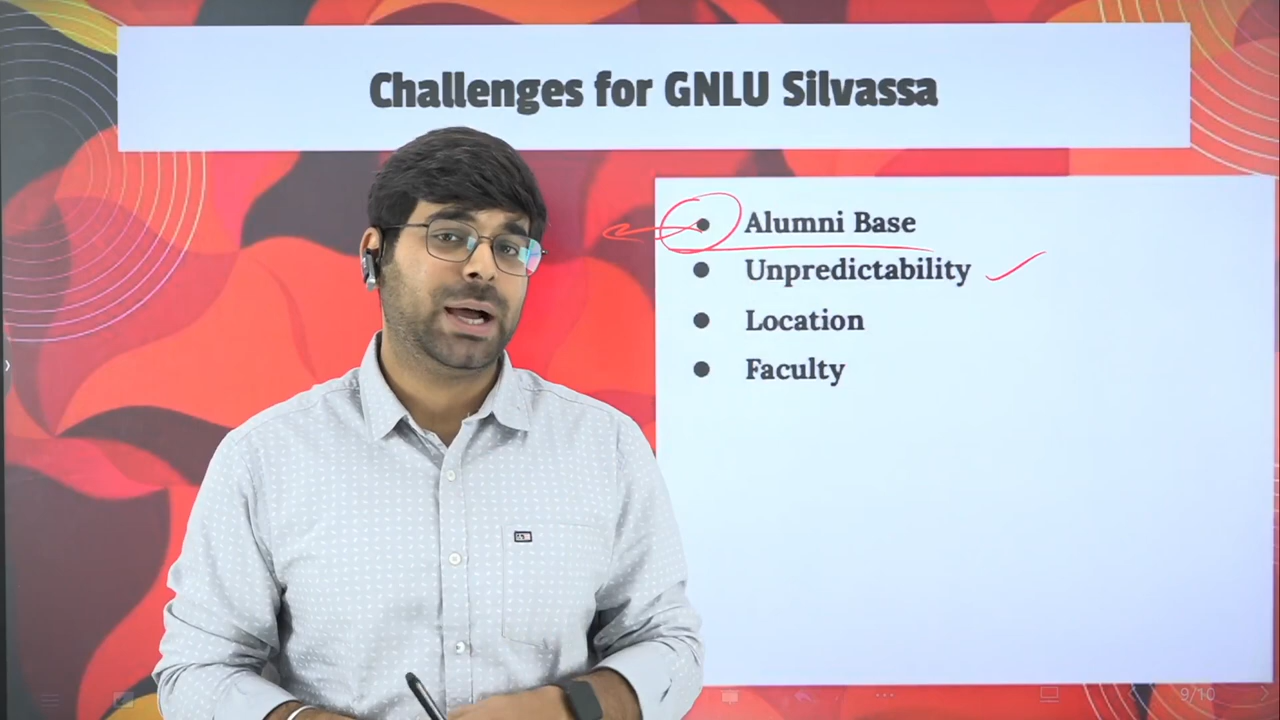 Challenges for GNLU Silvassa
Alumni Base
Unpredictability
Location
Faculty
9/10